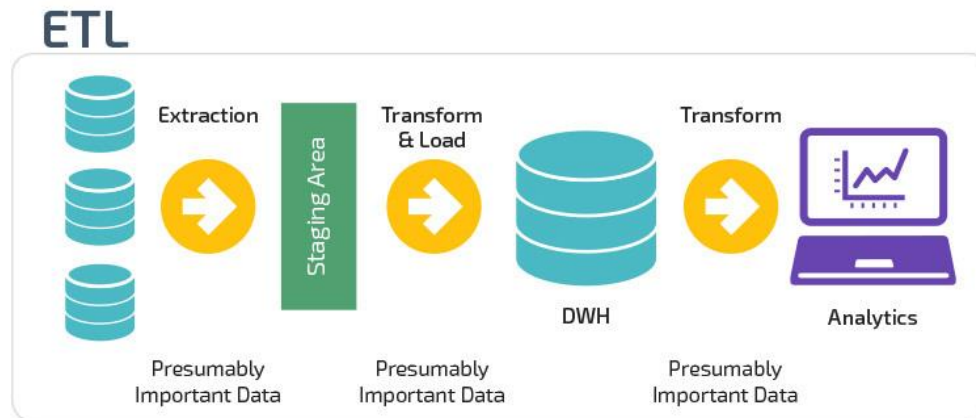 ETL
Extraction
Staging Area
Transform
& Load
Transform
DWH
Analytics
Presumably
Important Data
Presumably
Important Data
Presumably
Important Data